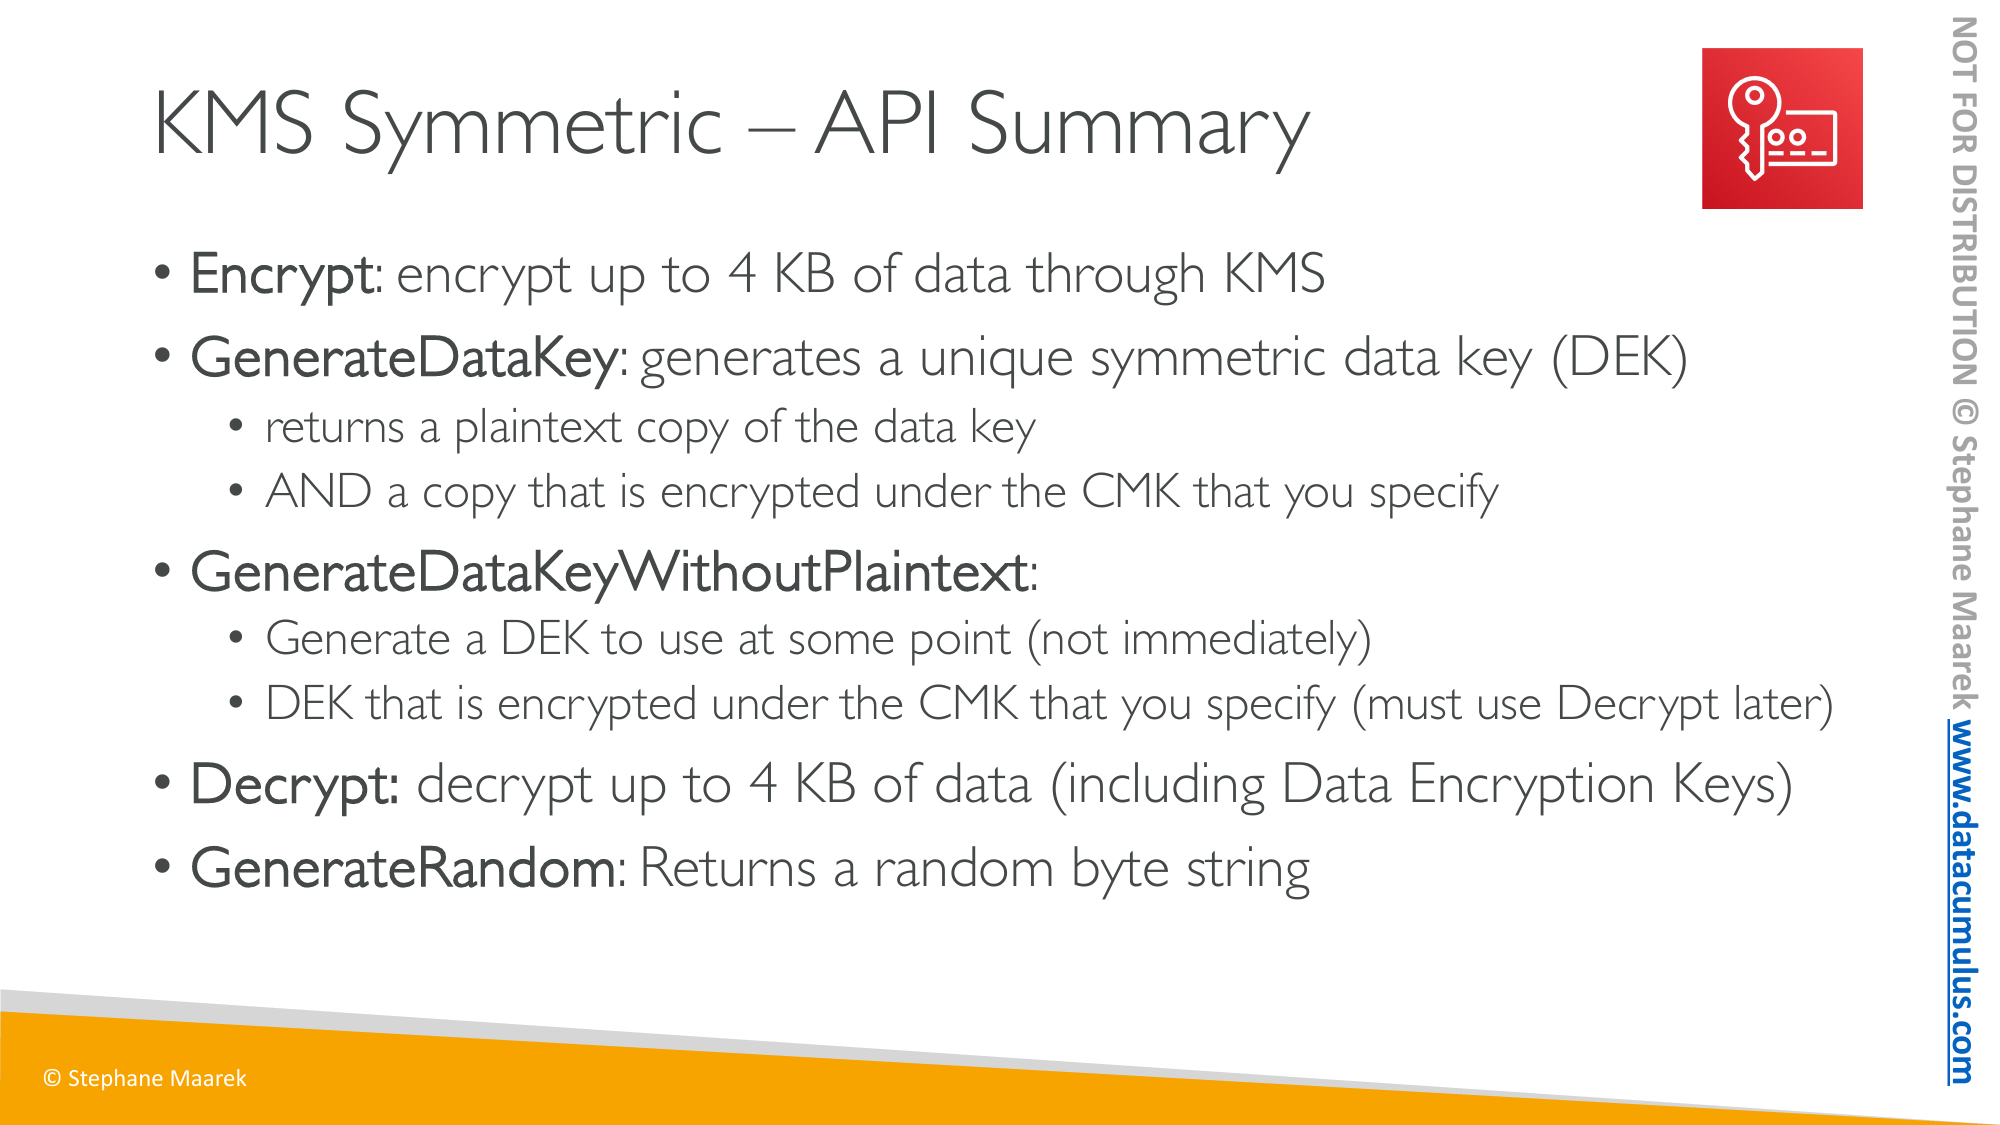 KMS Symmetric – API Summary
• Encrypt: encrypt up to 4 KB of data through KMS
• GenerateDataKey: generates a unique symmetric data key (DEK)
• returns a plaintext copy of the data key
• AND a copy that is encrypted under the CMK that you specify
• GenerateDataKeyWithoutPlaintext:
• Generate a DEK to use at some point (not immediately)
• DEK that is encrypted under the CMK that you specify (must use Decrypt later)
• Decrypt: decrypt up to 4 KB of data (including Data Encryption Keys)
• GenerateRandom: Returns a random byte string
© Stephane Maarek
NOT FOR DISTRIBUTION © Stephane Maarek www.datacumulus.com